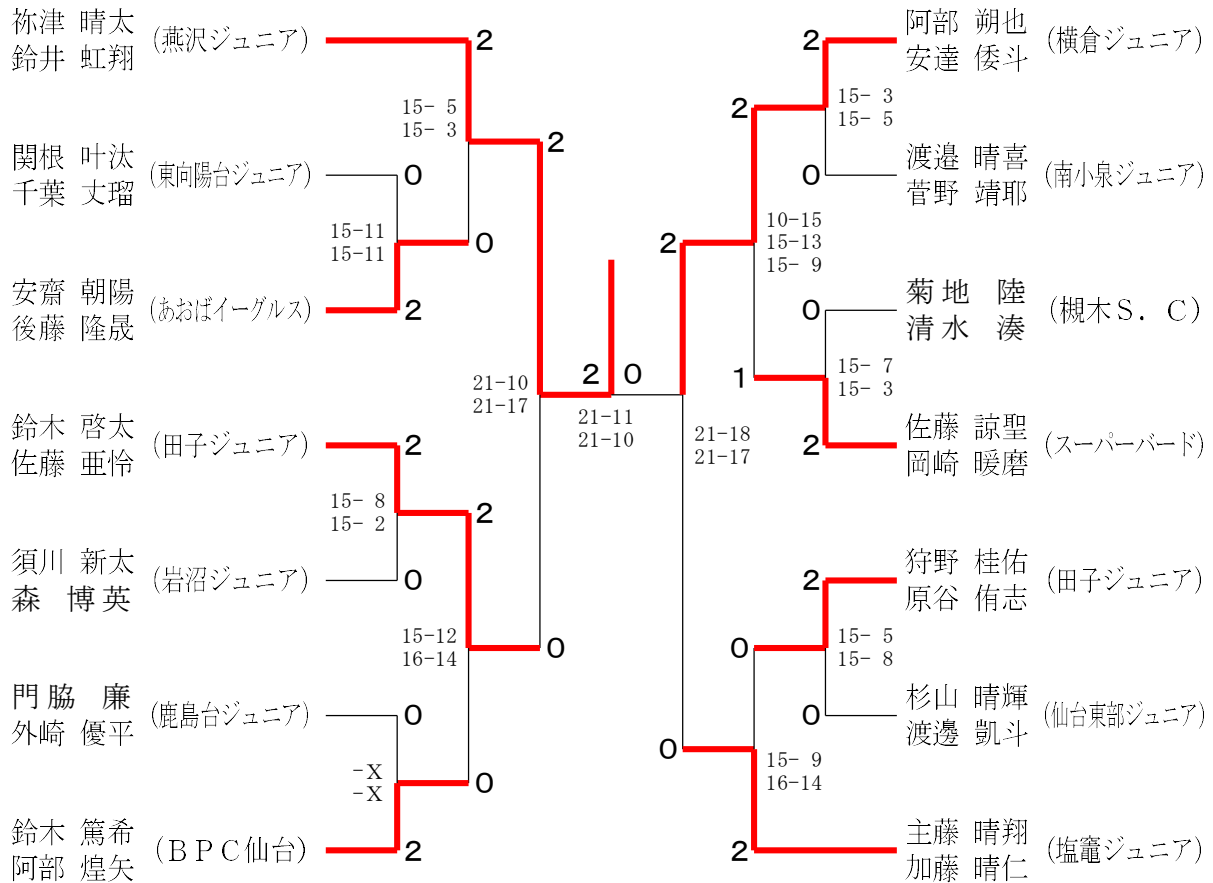 祢津 晴太
鈴井 虹翔
(燕沢ジュニア)
2
15- 5
15- 3
2
関根 叶汰
千葉 丈瑠
(東向陽台ジュニア)
0
15-11
15-11
0
安齋 朝陽
後藤 隆晟
(あおばイーグルス)
2
21-10
21-17
鈴木 啓太
佐藤 亜怜
(田子ジュニア)
2
15- 8
15- 2
2
須川 新太
森 博英
(岩沼ジュニア)
0
15-12
16-14
0
門脇 廉
外崎 優平
(鹿島台ジュニア)
0
-X
-X
0
鈴木 篤希
阿部 煌矢
(BPC仙台)
2
2 0
21-11
21-10
2
阿部 朔也
安達 倭斗
(横倉ジュニア)
2
15- 3
15- 5
0
渡邉 晴喜
菅野 靖耶
(南小泉ジュニア)
2
10-15
15-13
15- 9
0
菊地 陸
清水 湊
(槻木S.C)
1
15- 7
15- 3
2
佐藤 諒聖
岡崎 暖磨
(スーパーバード)
21-18
21-17
2
狩野 桂佑
原谷 侑志
(田子ジュニア)
0
15- 5
15- 8
0
杉山 晴輝
渡邊 凱斗
(仙台東部ジュニア)
0
15- 9
16-14
2
主藤 晴翔
加藤 晴仁
(塩竈ジュニア)